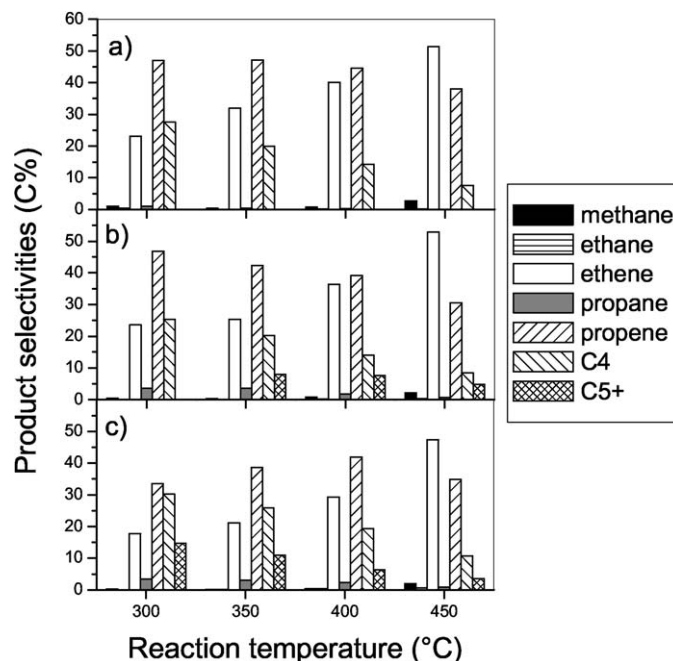 Product selectivities (C%)
a)
60
50
40
30
20
10
0
b)
50
40
30
20
10
0
c)
50
40
30
20
10
0
300
350
400
450
Reaction temperature (°C)
methane
ethane
ethene
propane
propene
C4
C5+